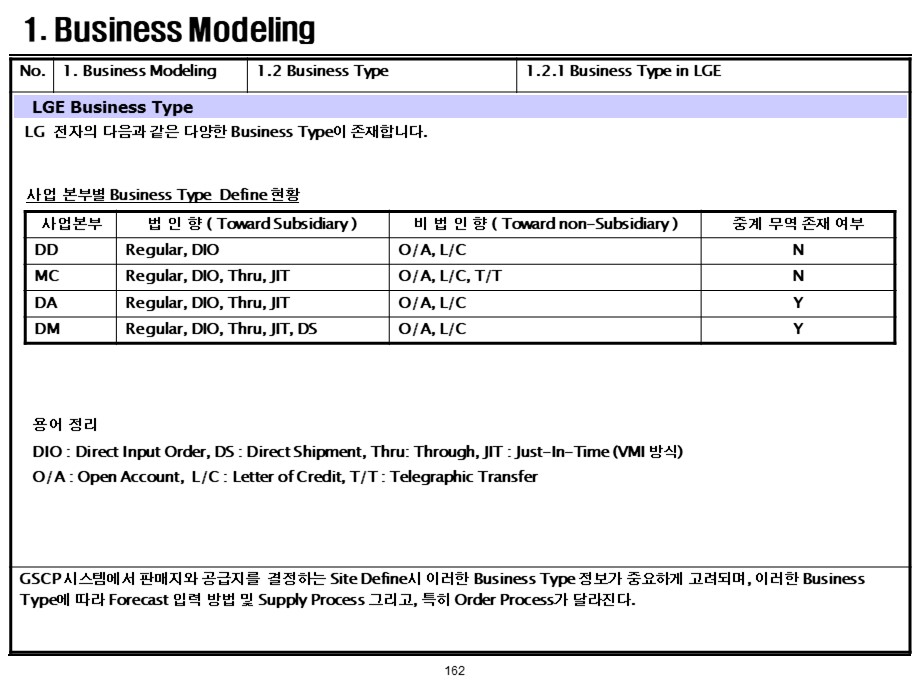 1. Business Modeling
No. 1. Business Modeling 1.2 Business Type 1.2.1 Business Type in LGE
LGE Business Type
LG 전자의 다음과 같은 다양한 Business Type이 존재합니다.
사업 본부별 Business Type Define 현황
사업본부 법 인 향 ( Toward Subsidiary ) 비 법 인 향 ( Toward non-Subsidiary ) 중계 무역 존재 여부
DD Regular, DIO O/A, L/C N
MC Regular, DIO, Thru, JIT O/A, L/C, T/T N
DA Regular, DIO, Thru, JIT O/A, L/C Y
DM Regular, DIO, Thru, JIT, DS O/A, L/C Y
용어 정리
DIO : Direct Input Order, DS : Direct Shipment, Thru: Through, JIT : Just-In-Time (VMI 방식)
O/A : Open Account, L/C : Letter of Credit, T/T : Telegraphic Transfer
GSCP 시스템에서 판매지와 공급지를 결정하는 Site Define시 이러한 Business Type 정보가 중요하게 고려되며, 이러한 Business
Type에 따라 Forecast 입력 방법 및 Supply Process 그리고, 특히 Order Process가 달라진다.
162